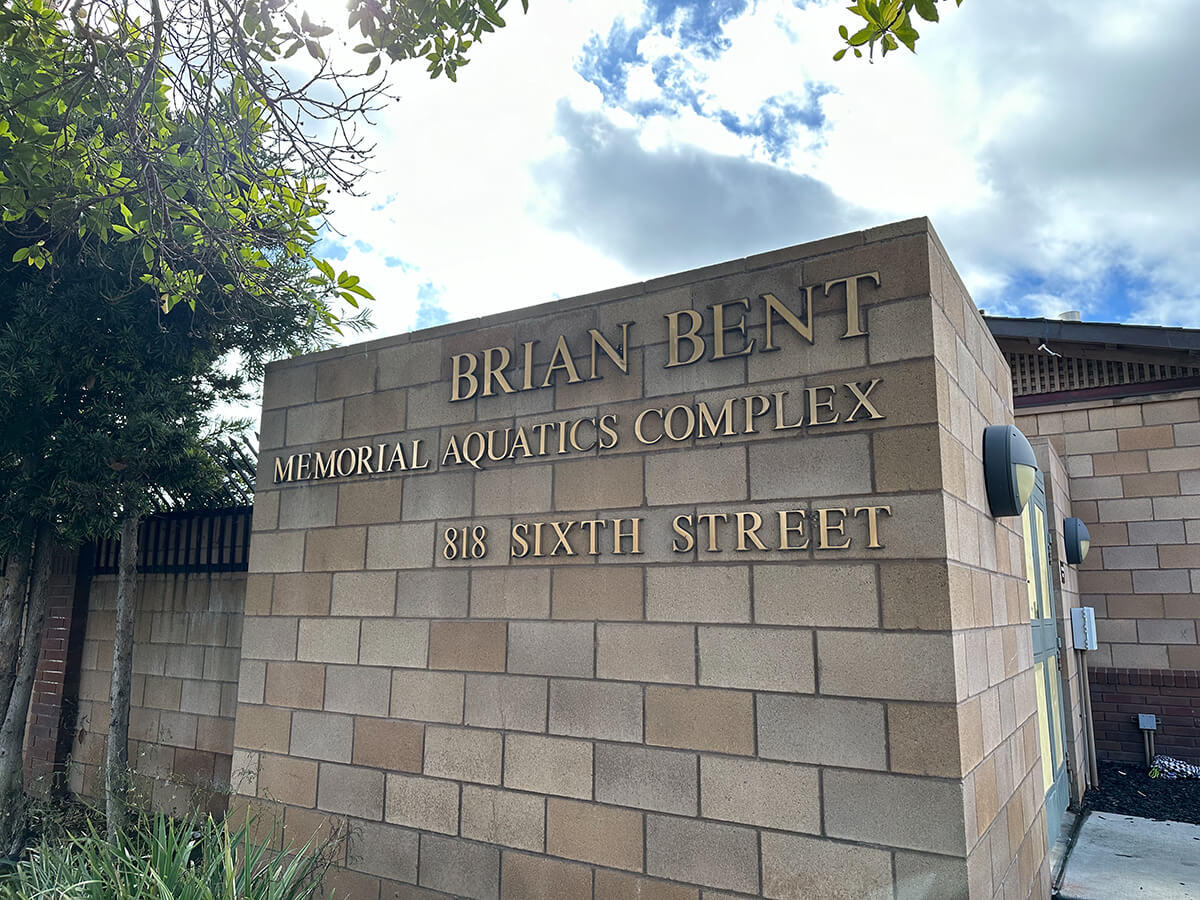 BRIAN BENT
MEMORIAL AQUATICS COMPLEX
818 SIXTH STREET